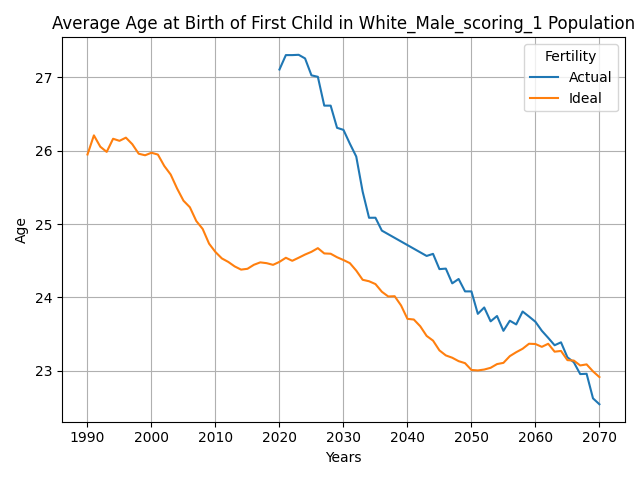 Average Age at Birth of First Child in White_Male_scoring_1 Population
Fertility
Actual
Ideal
Age
27
26
25
24
23
1990 2000 2010 2020 2030 2040 2050 2060 2070
Years